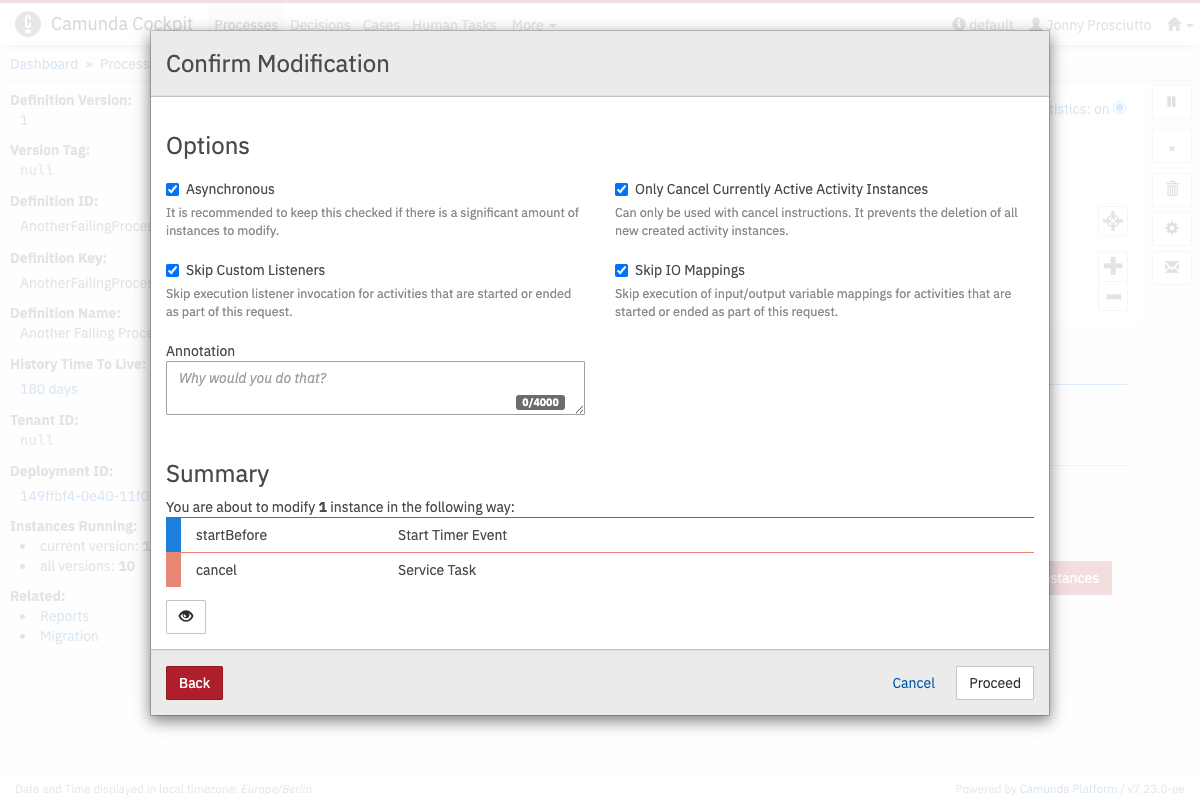 Camunda Cockpit Processes Decisions Cases Human Tasks More default Jonny Prosciutto
Dashboard » Process
Confirm Modification
Definition Version:
1
Version Tag:
null
Definition ID:
AnotherFailingProces
Definition Key:
AnotherFailingProces
Definition Name:
Another Failing Proce
History Time To Live:
180 days
Tenant ID:
null
Deployment ID:
149ffbf4-0e40-11f0-
Instances Running:
current version: 1
all versions: 10
Related:
Reports
Migration
tistics: on
Options
Asynchronous
It is recommended to keep this checked if there is a significant amount of
instances to modify.
Only Cancel Currently Active Activity Instances
Can only be used with cancel instructions. It prevents the deletion of all
new created activity instances.
Skip Custom Listeners
Skip execution listener invocation for activities that are started or ended
as part of this request.
Skip IO Mappings
Skip execution of input/output variable mappings for activities that are
started or ended as part of this request.
Annotation
Why would you do that?
0/4000
Summary
You are about to modify 1 instance in the following way:
startBefore Start Timer Event
cancel Service Task
stances
Back Cancel Proceed
Date and Time displayed in local timezone: Europe/Berlin
Powered by Camunda Platform / v7.23.0-ee